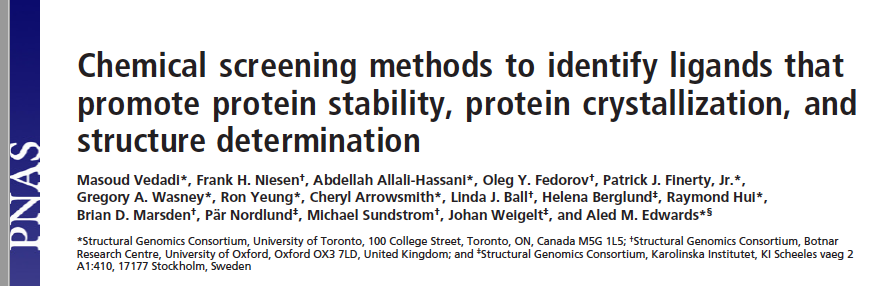 PNAS
Chemical screening methods to identify ligands that
promote protein stability, protein crystallization, and
structure determination
Masoud Vedadi*, Frank H. Niesen†, Abdellah Allali-Hassani*, Oleg Y. Fedorov†, Patrick J. Finerty, Jr.*,
Gregory A. Wasney*, Ron Yeung*, Cheryl Arrowsmith*, Linda J. Ball†, Helena Berglund‡, Raymond Hui*,
Brian D. Marsden†, Pär Nordlund‡, Michael Sundstrom†, Johan Weigelt‡, and Aled M. Edwards*§
*Structural Genomics Consortium, University of Toronto, 100 College Street, Toronto, ON, Canada M5G 1L5; †Structural Genomics Consortium, Botnar
Research Centre, University of Oxford, Oxford OX3 7LD, United Kingdom; and ‡Structural Genomics Consortium, Karolinska Institutet, KI Scheeles vaeg 2
A1:410, 17177 Stockholm, Sweden